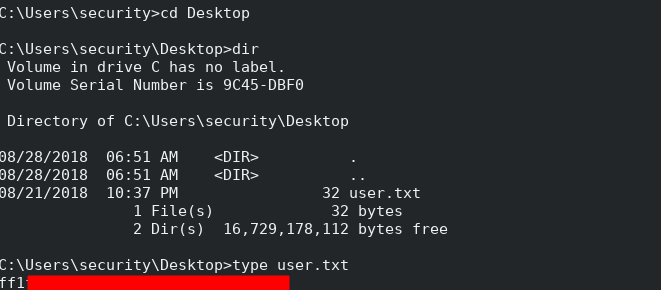 C:\Users\security>cd Desktop
C:\Users\security\Desktop>dir
Volume in drive C has no label.
Volume Serial Number is 9C45-DBF0
Directory of C:\Users\security\Desktop
08/28/2018  06:51 AM    <DIR>          .
08/28/2018  06:51 AM    <DIR>          ..
08/21/2018  10:37 PM                32 user.txt
1 File(s)             32 bytes
2 Dir(s)  16,729,178,112 bytes free
C:\Users\security\Desktop>type user.txt
ff1